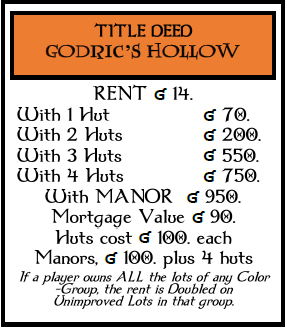 TITLE DEED
GODRIC'S HOLLOW
RENT G 14.
With 1 Hut G 70.
With 2 Huts G 200.
With 3 Huts G 550.
With 4 Huts G 750.
With MANOR G 950.
Mortgage Value G 90.
Huts cost G 100. each
Manors, G 100. plus 4 huts
If a player owns ALL the lots of any Color
-Group, the rent is Doubled on
Unimproved Lots in that group.